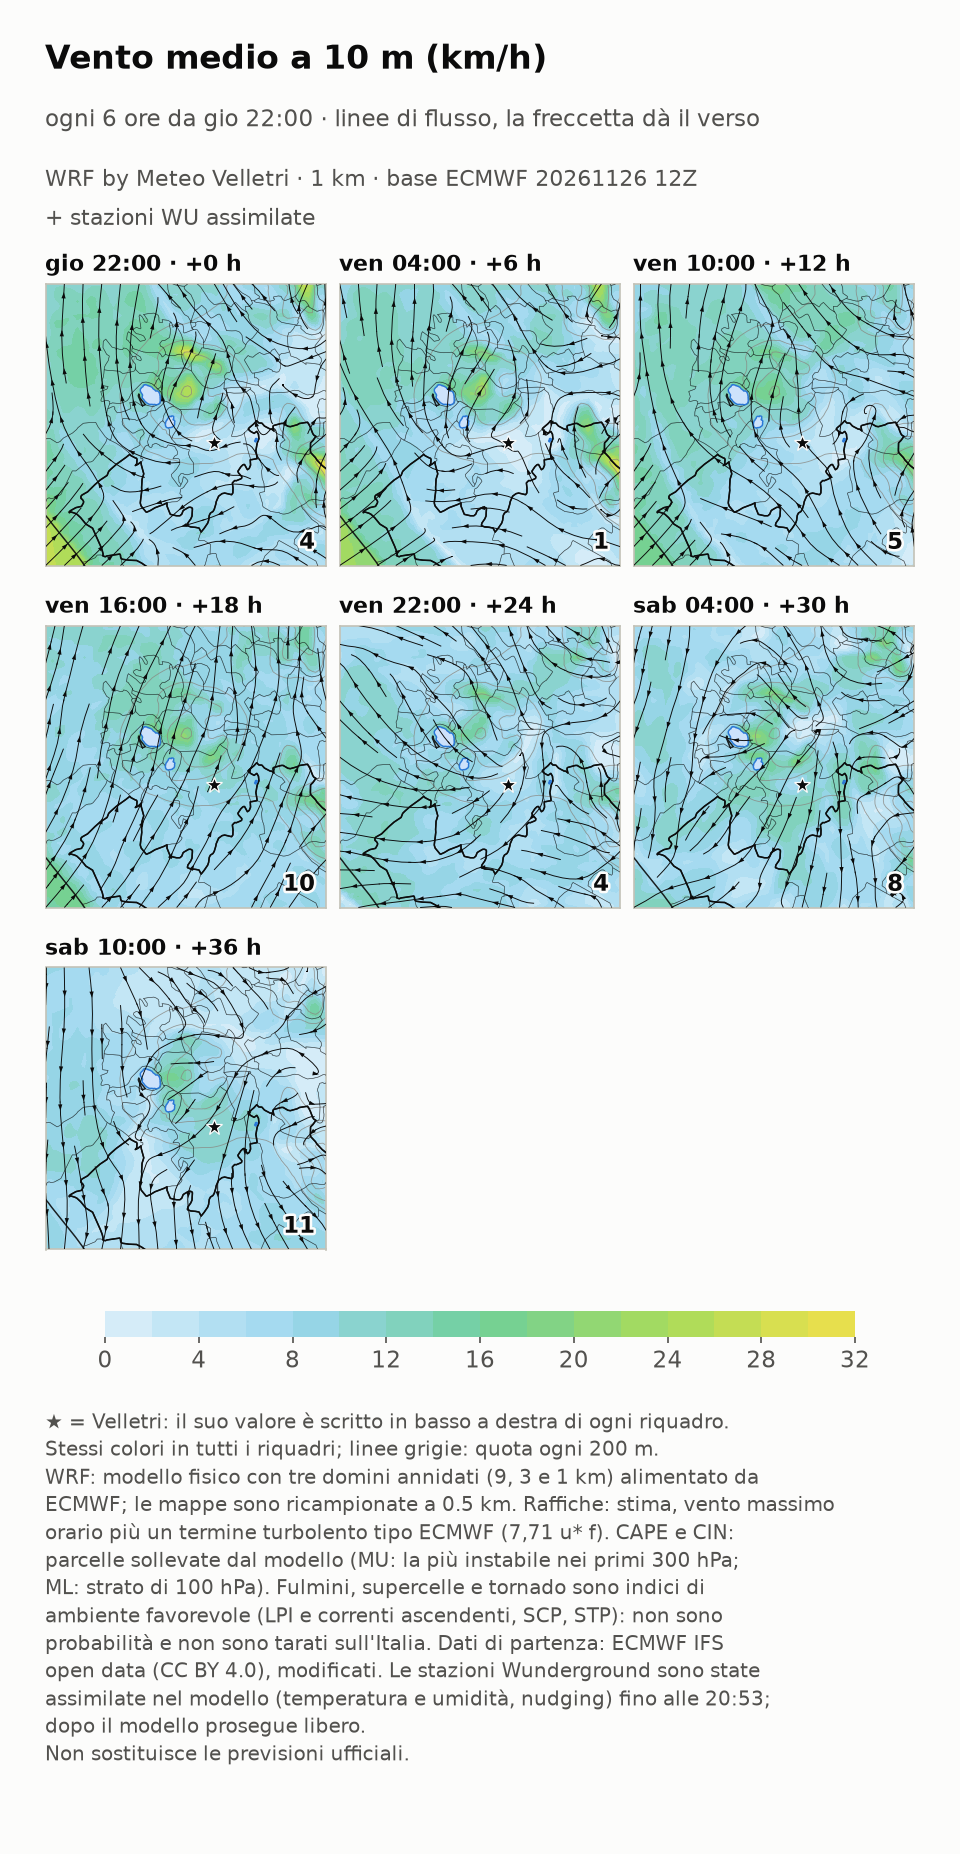 Vento medio a 10 m (km/h)
ogni 6 ore da gio 22:00 · linee di flusso, la freccetta dà il verso
WRF by Meteo Velletri · 1 km · base ECMWF 20261126 12Z
+ stazioni WU assimilate
gio 22:00 · +0 h
ven 04:00 · +6 h
ven 10:00 · +12 h
4
1
5
ven 16:00 · +18 h
ven 22:00 · +24 h
sab 04:00 · +30 h
10
4
8
sab 10:00 · +36 h
11
0 4 8 12 16 20 24 28 32
★ = Velletri: il suo valore è scritto in basso a destra di ogni riquadro.
Stessi colori in tutti i riquadri; linee grigie: quota ogni 200 m.
WRF: modello fisico con tre domini annidati (9, 3 e 1 km) alimentato da
ECMWF; le mappe sono ricampionate a 0.5 km. Raffiche: stima, vento massimo
orario più un termine turbolento tipo ECMWF (7,71 u* f). CAPE e CIN:
parcelle sollevate dal modello (MU: la più instabile nei primi 300 hPa;
ML: strato di 100 hPa). Fulmini, supercelle e tornado sono indici di
ambiente favorevole (LPI e correnti ascendenti, SCP, STP): non sono
probabilità e non sono tarati sull'Italia. Dati di partenza: ECMWF IFS
open data (CC BY 4.0), modificati. Le stazioni Wunderground sono state
assimilate nel modello (temperatura e umidità, nudging) fino alle 20:53;
dopo il modello prosegue libero.
Non sostituisce le previsioni ufficiali.